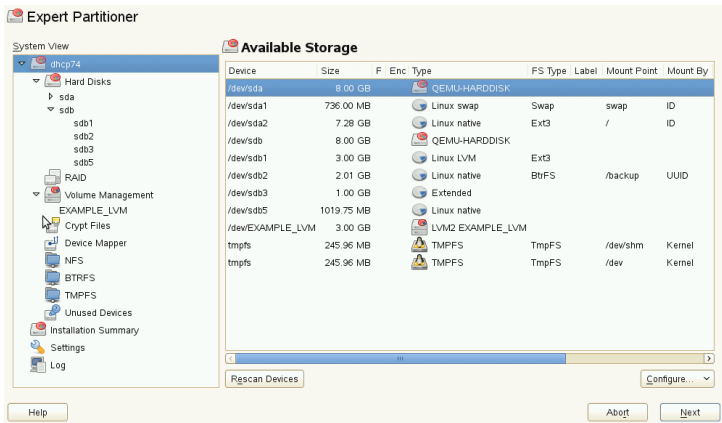 Expert Partitioner
System View
dhcp74
Hard Disks
sda
sdb
sdb1
sdb2
sdb3
sdb5
RAID
Volume Management
EXAMPLE_LVM
Crypt Files
Device Mapper
NFS
BTRFS
TMPFS
Unused Devices
Installation Summary
Settings
Log
Available Storage
Device Size F Enc Type FS Type Label Mount Point Mount By
/dev/sda 8.00 GB QEMU-HARDDISK
/dev/sda1 736.00 MB Linux swap Swap swap ID
/dev/sda2 7.28 GB Linux native Ext3 / ID
/dev/sdb 8.00 GB QEMU-HARDDISK
/dev/sdb1 3.00 GB Linux LVM Ext3
/dev/sdb2 2.01 GB Linux native BtrFS /backup UUID
/dev/sdb3 1.00 GB Extended
/dev/sdb5 1019.75 MB Linux native
/dev/EXAMPLE_LVM 3.00 GB LVM2 EXAMPLE_LVM
tmpfs 245.96 MB TMPFS TmpFS /dev/shm Kernel
tmpfs 245.96 MB TMPFS TmpFS /dev Kernel
Rescan Devices Configure...
Help Abort Next